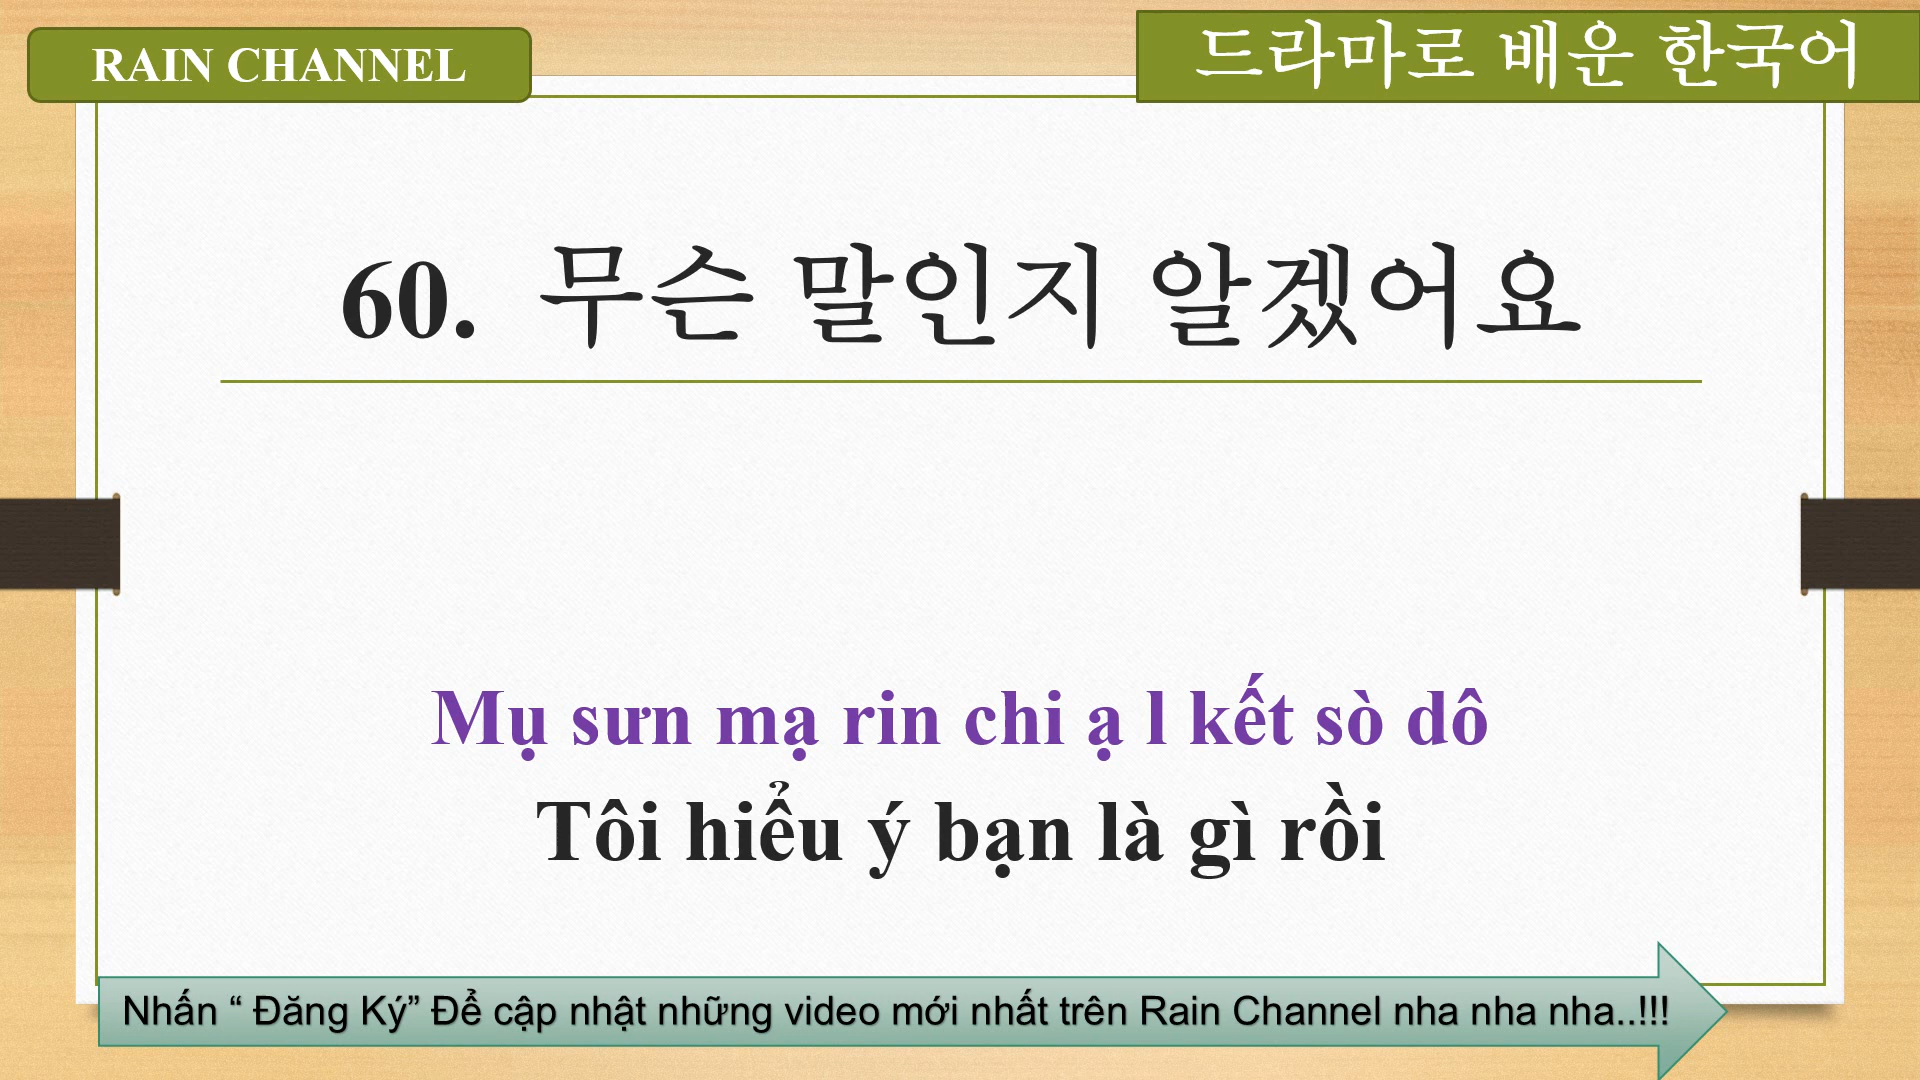 RAIN CHANNEL
드라마로 배운 한국어
60. 무슨 말인지 알겠어요
Mụ sưn mạ rin chi ạ l kết sò dô
Tôi hiểu ý bạn là gì rồi
Nhấn “ Đăng Ký” Để cập nhật những video mới nhất trên Rain Channel nha nha nha..!!!